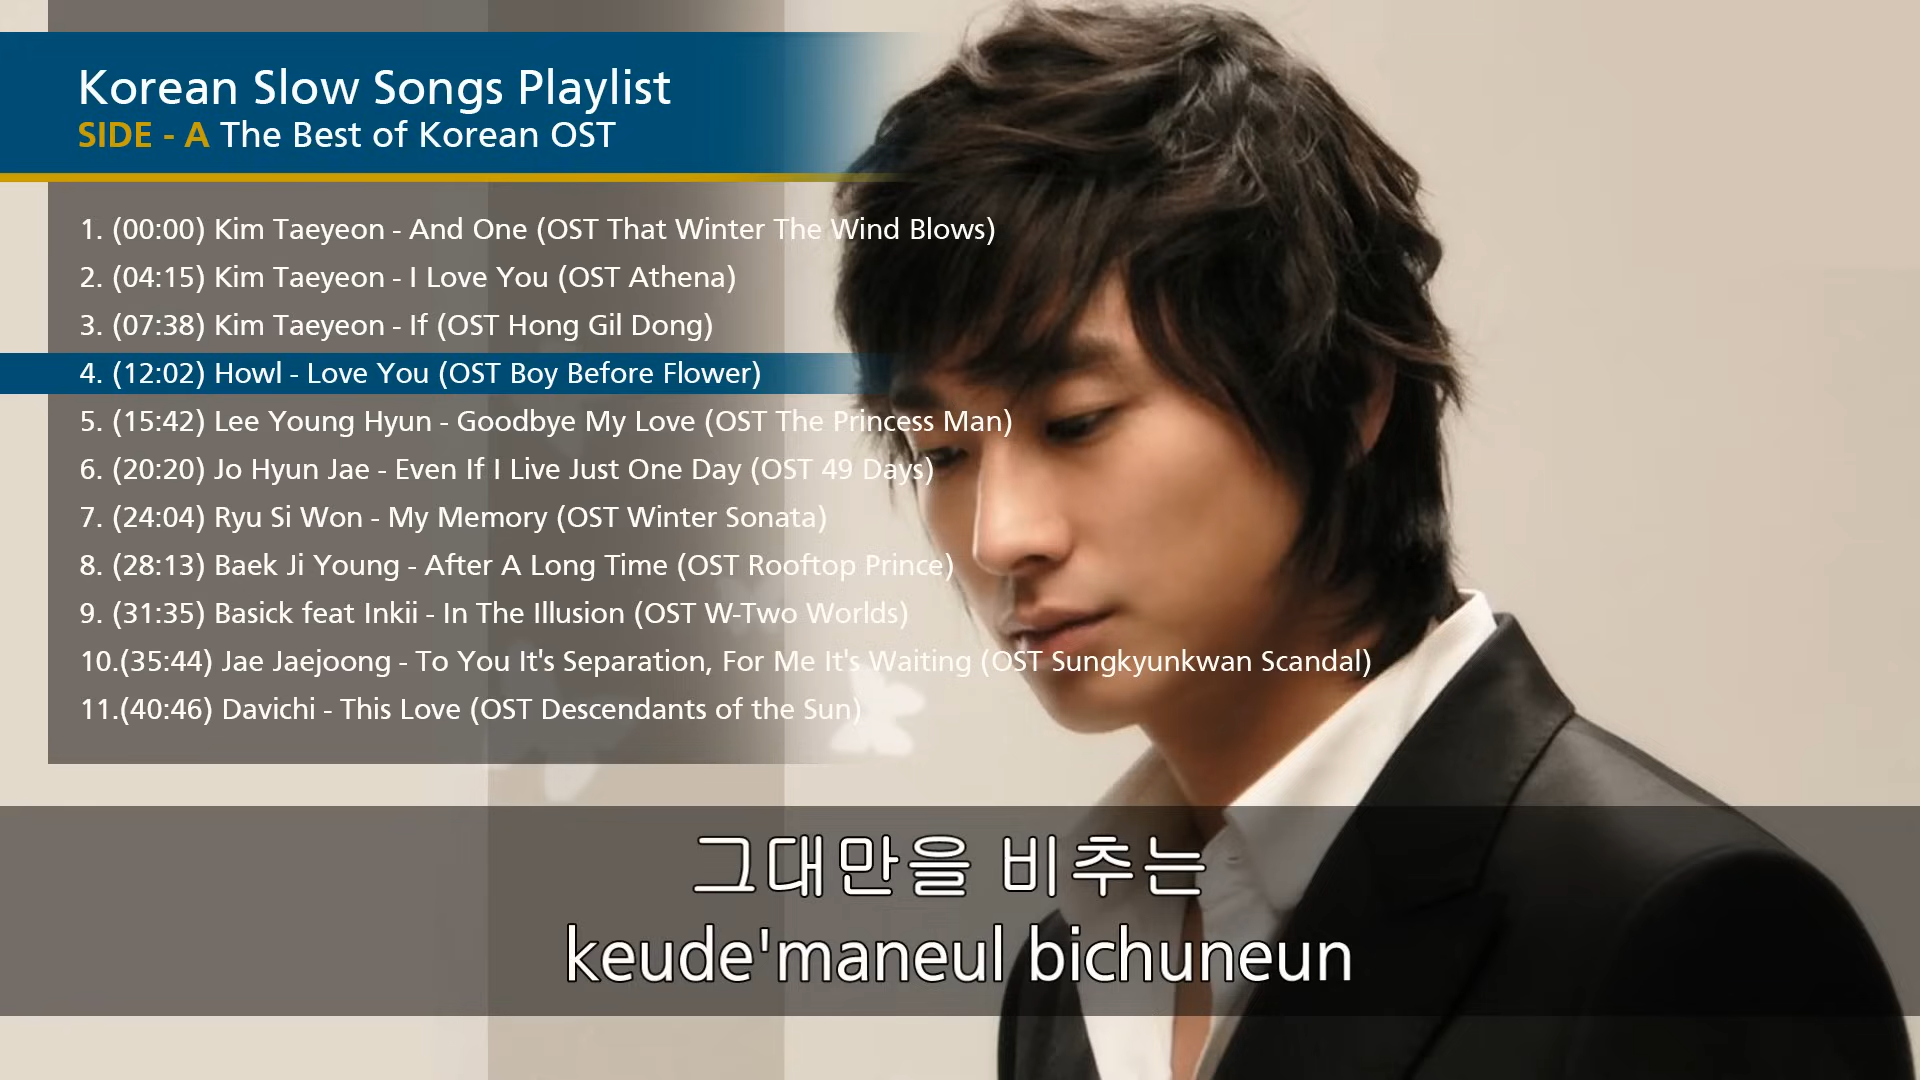 Korean Slow Songs Playlist
SIDE - A The Best of Korean OST
1. (00:00) Kim Taeyeon - And One (OST That Winter The Wind Blows)
2. (04:15) Kim Taeyeon - I Love You (OST Athena)
3. (07:38) Kim Taeyeon - If (OST Hong Gil Dong)
4. (12:02) Howl - Love You (OST Boy Before Flower)
5. (15:42) Lee Young Hyun - Goodbye My Love (OST The Princess Man)
6. (20:20) Jo Hyun Jae - Even If I Live Just One Day (OST 49 Days)
7. (24:04) Ryu Si Won - My Memory (OST Winter Sonata)
8. (28:13) Baek Ji Young - After A Long Time (OST Rooftop Prince)
9. (31:35) Basick feat Inkii - In The Illusion (OST W-Two Worlds)
10.(35:44) Jae Jaejoong - To You It's Separation, For Me It's Waiting (OST Sungkyunkwan Scandal)
11.(40:46) Davichi - This Love (OST Descendants of the Sun)
그대만을 비추는
keude'maneul bichuneun